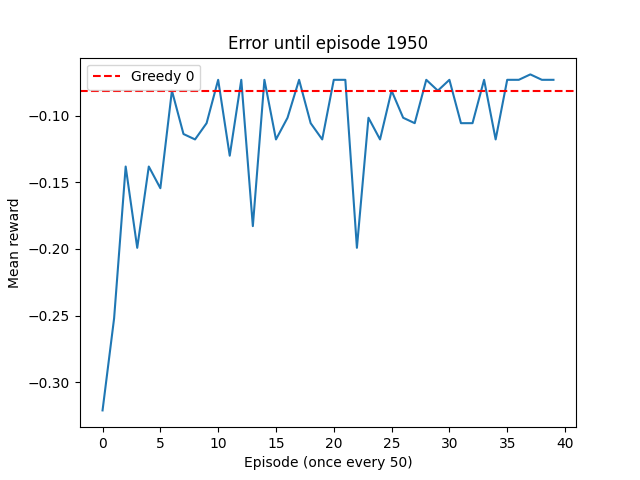 Error until episode 1950
Greedy 0
Mean reward
−0.10
−0.15
−0.20
−0.25
−0.30
0 5 10 15 20 25 30 35 40
Episode (once every 50)